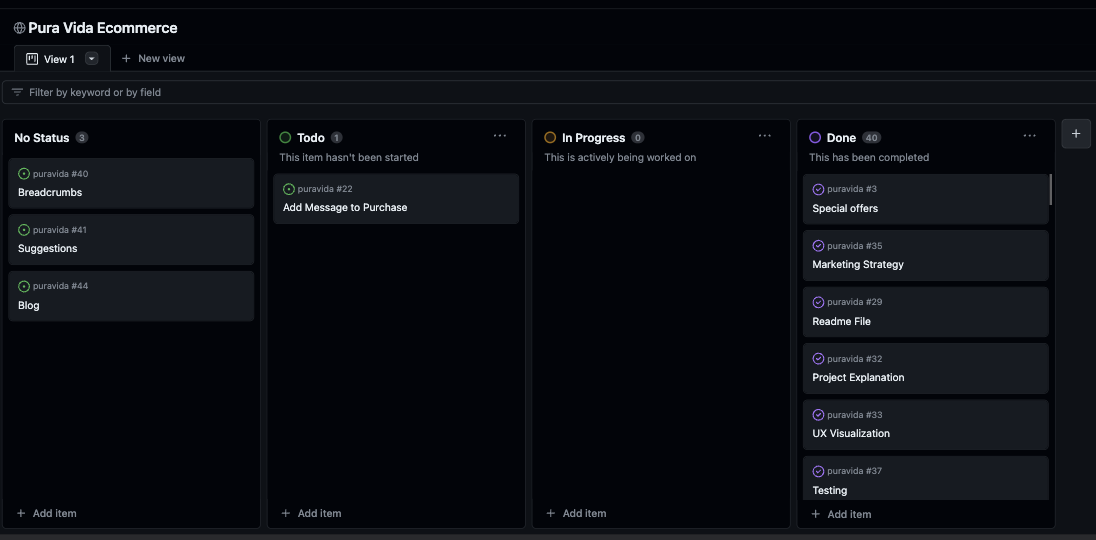 Pura Vida Ecommerce
View 1
New view
Filter by keyword or by field
No Status 3
puravida #40
Breadcrumbs
puravida #41
Suggestions
puravida #44
Blog
+ Add item
Todo 1
This item hasn't been started
puravida #22
Add Message to Purchase
+ Add item
In Progress 0
This is actively being worked on
+ Add item
Done 40
This has been completed
puravida #3
Special offers
puravida #35
Marketing Strategy
puravida #29
Readme File
puravida #32
Project Explanation
puravida #33
UX Visualization
puravida #37
Testing
+ Add item